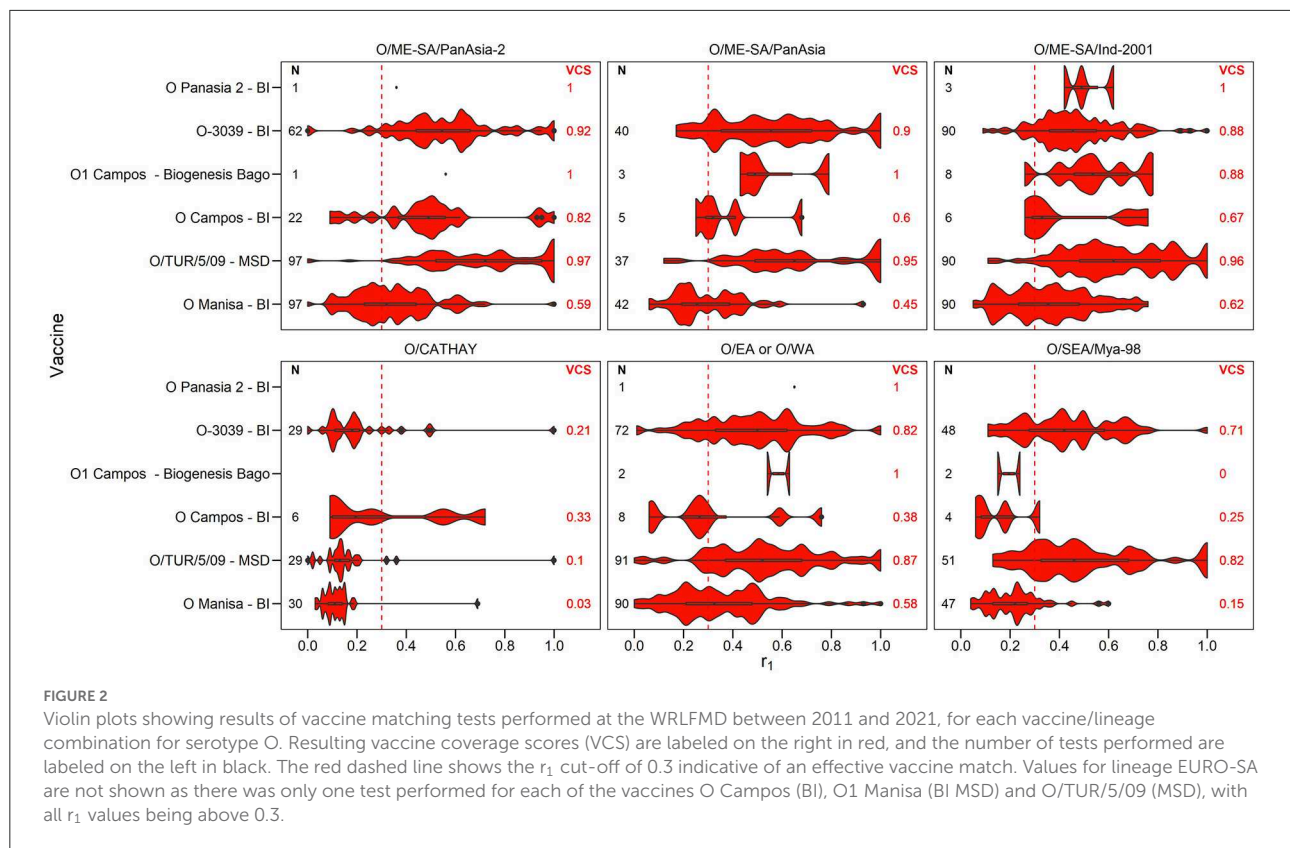 O/ME-SA/PanAsia-2 O/ME-SA/PanAsia O/ME-SA/Ind-2001
N VCS N VCS N VCS
O Panasia 2 - BI 1 1 3 1
O-3039 - BI 62 0.92 40 0.9 90 0.88
O1 Campos - Biogenesis Bago 1 1 3 1 8 0.88
O Campos - BI 22 0.82 5 0.6 6 0.67
O/TUR/5/09 - MSD 97 0.97 37 0.95 90 0.96
O Manisa - BI 97 0.59 42 0.45 90 0.62
Vaccine
O/CATHAY O/EA or O/WA O/SEA/Mya-98
N VCS N VCS N VCS
O Panasia 2 - BI 1 1
O-3039 - BI 29 0.21 72 0.82 48 0.71
O1 Campos - Biogenesis Bago 2 1 2 0
O Campos - BI 6 0.33 8 0.38 4 0.25
O/TUR/5/09 - MSD 29 0.1 91 0.87 51 0.82
O Manisa - BI 30 0.03 90 0.58 47 0.15
0.0 0.2 0.4 0.6 0.8 1.0 0.0 0.2 0.4 0.6 0.8 1.0 0.0 0.2 0.4 0.6 0.8 1.0
r₁
FIGURE 2
Violin plots showing results of vaccine matching tests performed at the WRLFMD between 2011 and 2021, for each vaccine/lineage
combination for serotype O. Resulting vaccine coverage scores (VCS) are labeled on the right in red, and the number of tests performed are
labeled on the left in black. The red dashed line shows the r₁ cut-off of 0.3 indicative of an effective vaccine match. Values for lineage EURO-SA
are not shown as there was only one test performed for each of the vaccines O Campos (BI), O1 Manisa (BI MSD) and O/TUR/5/09 (MSD), with
all r₁ values being above 0.3.